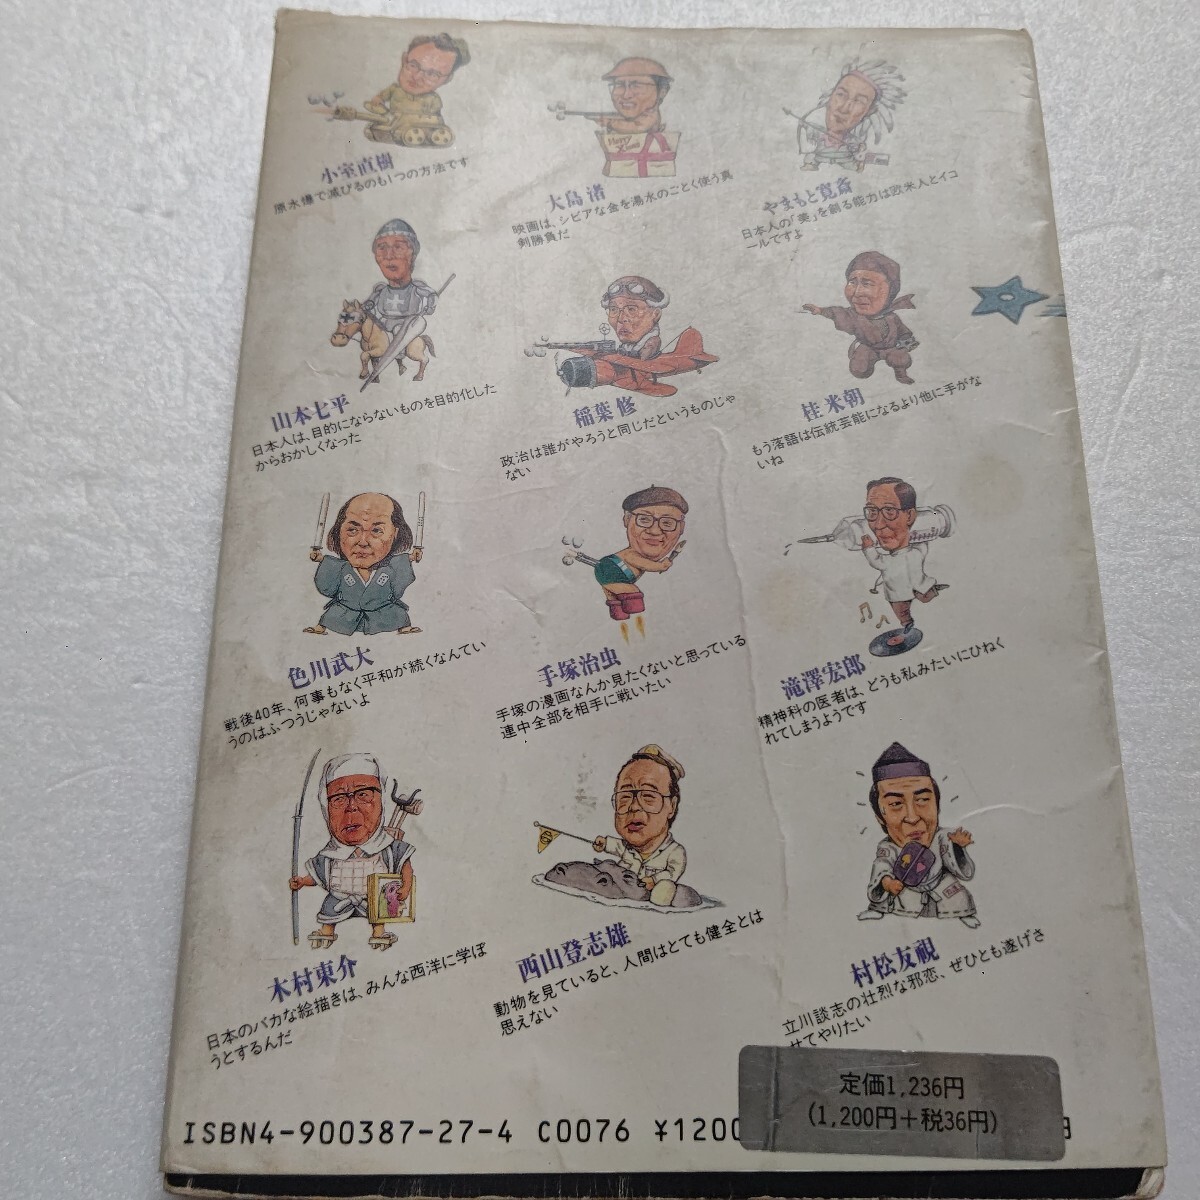 小室直樹
原水爆で滅びるのも1つの方法です
Merry
Xmas
大島渚
映画は、シビアな金を湯水のごとく使う真
剣勝負だ
やまもと寛斎
日本人の「美」を創る能力は欧米人とイコ
ールですよ
山本七平
日本人は、目的にならないものを目的化した
からおかしくなった
稲葉修
政治は誰がやろうと同じだというものじゃ
ない
桂米朝
もう落語は伝統芸能になるより他に手がな
いね
色川武大
戦後40年、何事もなく平和が続くなんてい
うのはふつうじゃないよ
手塚治虫
手塚の漫画なんか見たくないと思っている
連中全部を相手に戦いたい
滝澤宏郎
精神科の医者は、どうも私みたいにひねく
れてしまうようです
木村東介
日本のバカな絵描きは、みんな西洋に学ぼ
うとするんだ
西山登志雄
動物を見ていると、人間はとても健全とは
思えない
村松友視
立川談志の壮烈な邪恋、ぜひとも遂げさ
せてやりたい
定価1,236円
(1,200円+税36円)
ISBN4-900387-27-4 C0076 ¥1200